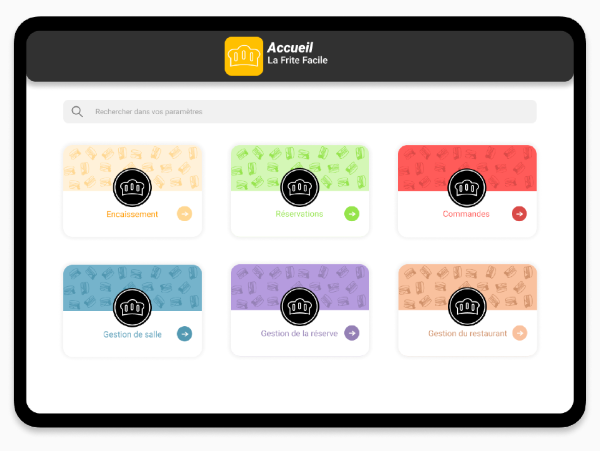 Accueil
La Frite Facile
Rechercher dans vos paramètres
Encaissement
Réservations
Commandes
Gestion de salle
Gestion de la réserve
Gestion du restaurant